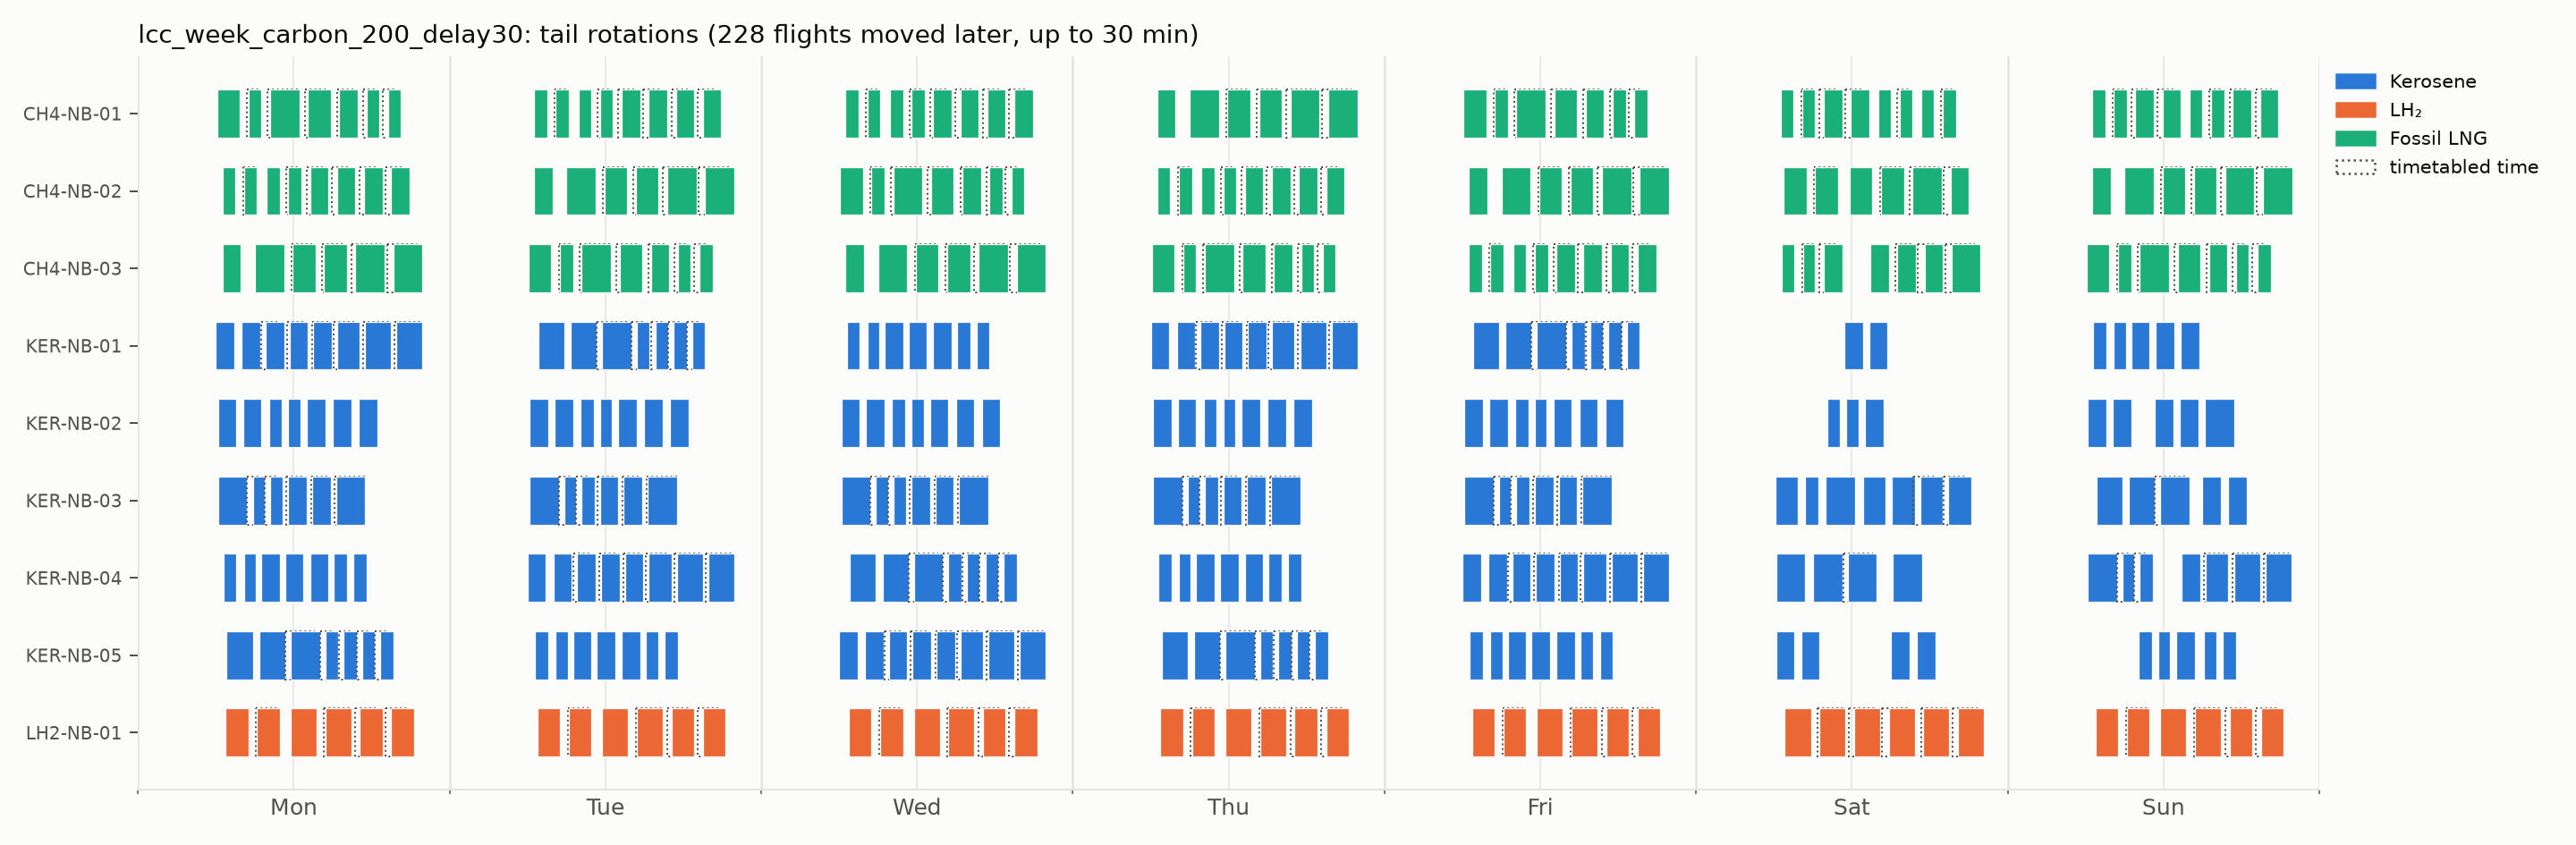 lcc_week_carbon_200_delay30: tail rotations (228 flights moved later, up to 30 min)
Kerosene
LH₂
Fossil LNG
timetabled time
CH4-NB-01
CH4-NB-02
CH4-NB-03
KER-NB-01
KER-NB-02
KER-NB-03
KER-NB-04
KER-NB-05
LH2-NB-01
Mon Tue Wed Thu Fri Sat Sun